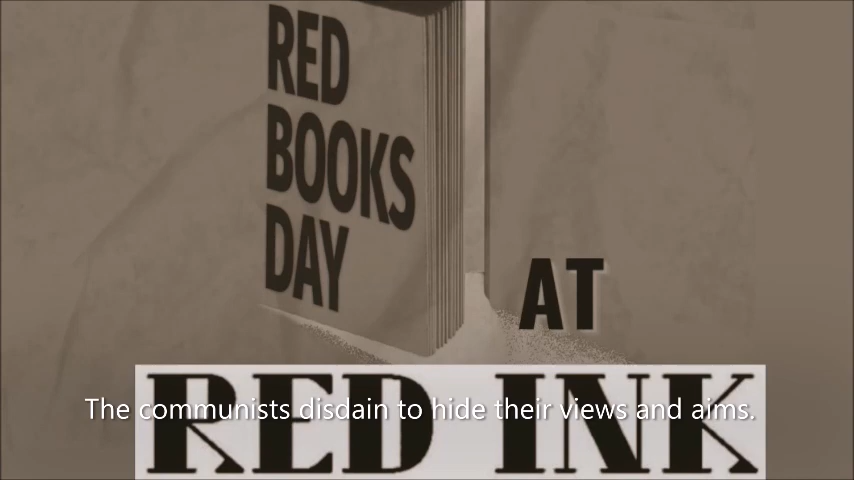 RED
BOOKS
DAY
AT
RED INK
The communists disdain to hide their views and aims.